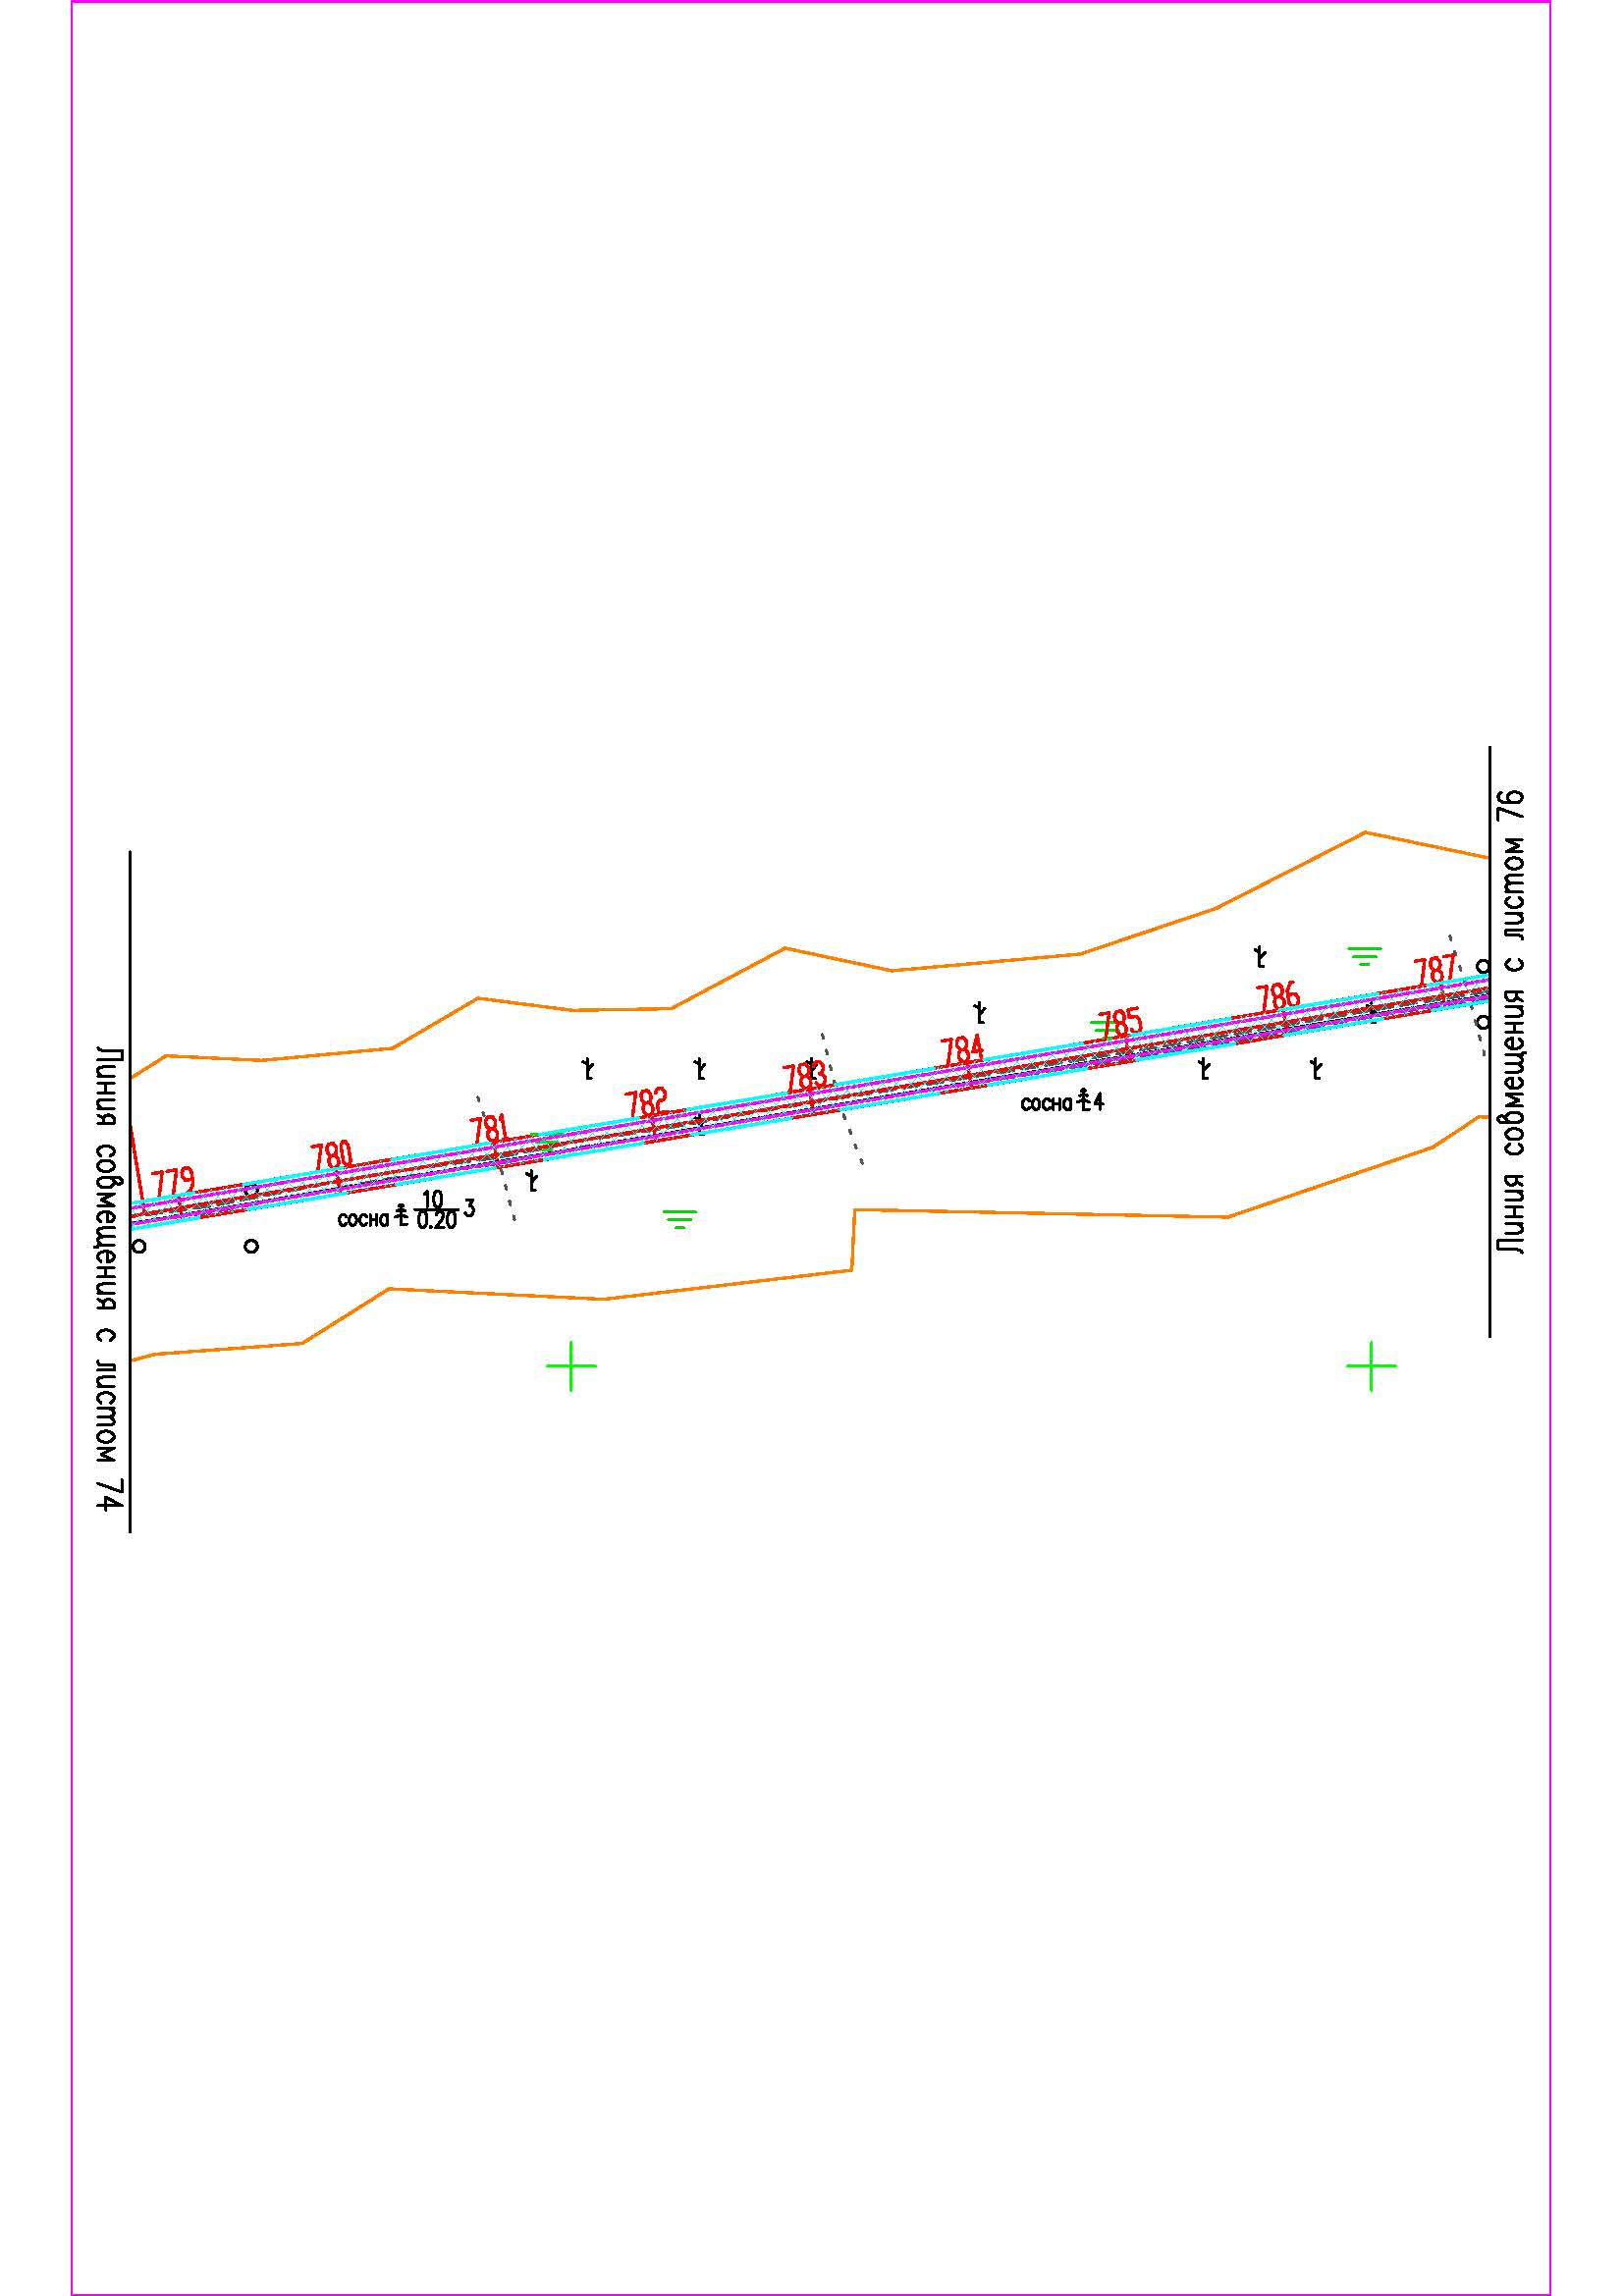 Линия совмещения с листом 76
787
786
785
784
783
782
781
780
779
сосна 4
сосна 10/0.20 3
Линия совмещения с листом 74